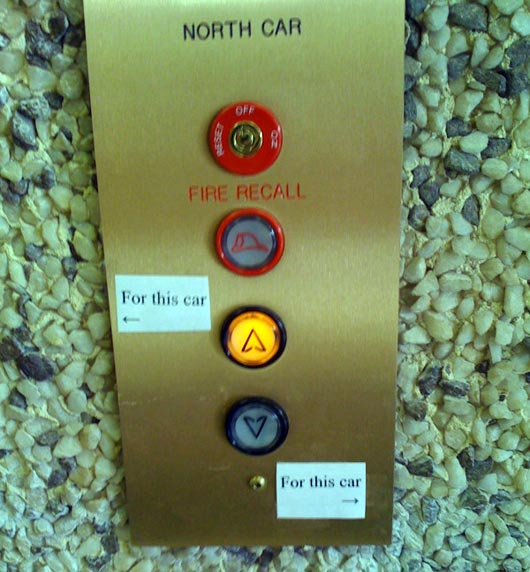 NORTH CAR
OFF
RESET
ON
FIRE RECALL
For this car
←
For this car
→